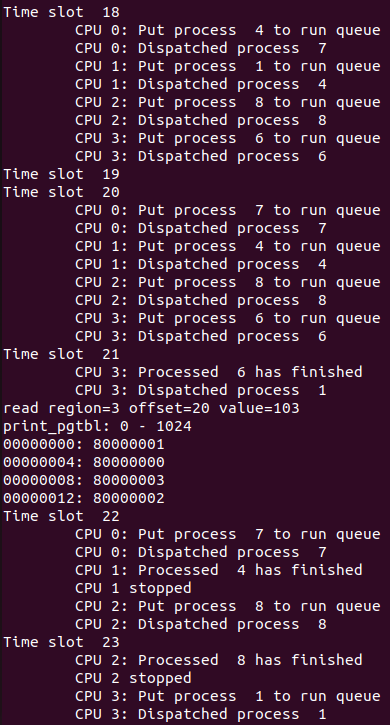 Time slot  18
        CPU 0: Put process  4 to run queue
        CPU 0: Dispatched process  7
        CPU 1: Put process  1 to run queue
        CPU 1: Dispatched process  4
        CPU 2: Put process  8 to run queue
        CPU 2: Dispatched process  8
        CPU 3: Put process  6 to run queue
        CPU 3: Dispatched process  6
Time slot  19
Time slot  20
        CPU 0: Put process  7 to run queue
        CPU 0: Dispatched process  7
        CPU 1: Put process  4 to run queue
        CPU 1: Dispatched process  4
        CPU 2: Put process  8 to run queue
        CPU 2: Dispatched process  8
        CPU 3: Put process  6 to run queue
        CPU 3: Dispatched process  6
Time slot  21
        CPU 3: Processed  6 has finished
        CPU 3: Dispatched process  1
read region=3 offset=20 value=103
print_pgtbl: 0 - 1024
00000000: 80000001
00000004: 80000000
00000008: 80000003
00000012: 80000002
Time slot  22
        CPU 0: Put process  7 to run queue
        CPU 0: Dispatched process  7
        CPU 1: Processed  4 has finished
        CPU 1 stopped
        CPU 2: Put process  8 to run queue
        CPU 2: Dispatched process  8
Time slot  23
        CPU 2: Processed  8 has finished
        CPU 2 stopped
        CPU 3: Put process  1 to run queue
        CPU 3: Dispatched process  1